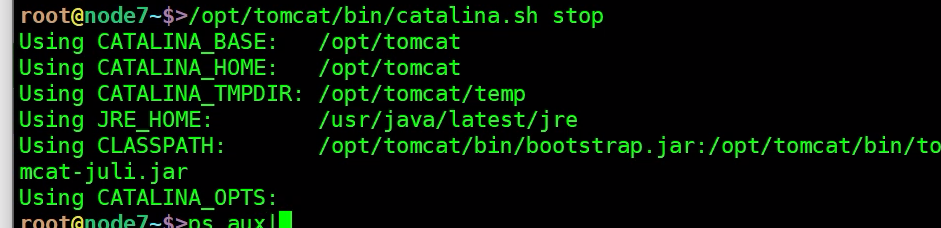 root@node7~$>/opt/tomcat/bin/catalina.sh stop
Using CATALINA_BASE:   /opt/tomcat
Using CATALINA_HOME:   /opt/tomcat
Using CATALINA_TMPDIR: /opt/tomcat/temp
Using JRE_HOME:        /usr/java/latest/jre
Using CLASSPATH:       /opt/tomcat/bin/bootstrap.jar:/opt/tomcat/bin/to
mcat-juli.jar
Using CATALINA_OPTS:
root@node7~$>ps aux|